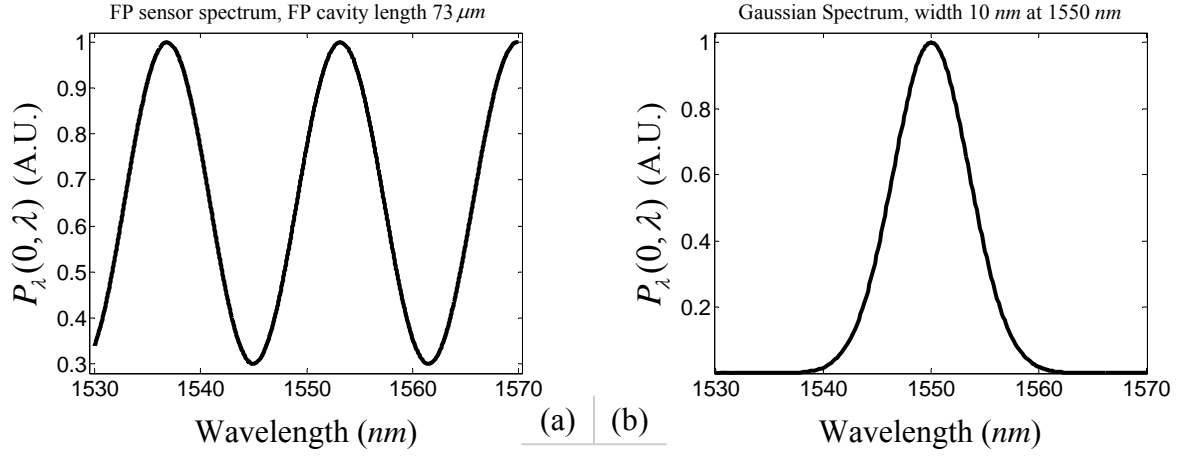 FP sensor spectrum, FP cavity length 73 μm
1
0.9
0.8
0.7
0.6
0.5
0.4
0.3
P_λ(0,λ) (A.U.)
1530 1540 1550 1560 1570
Wavelength (nm)
(a)
Gaussian Spectrum, width 10 nm at 1550 nm
1
0.8
0.6
0.4
0.2
P_λ(0,λ) (A.U.)
1530 1540 1550 1560 1570
Wavelength (nm)
(b)